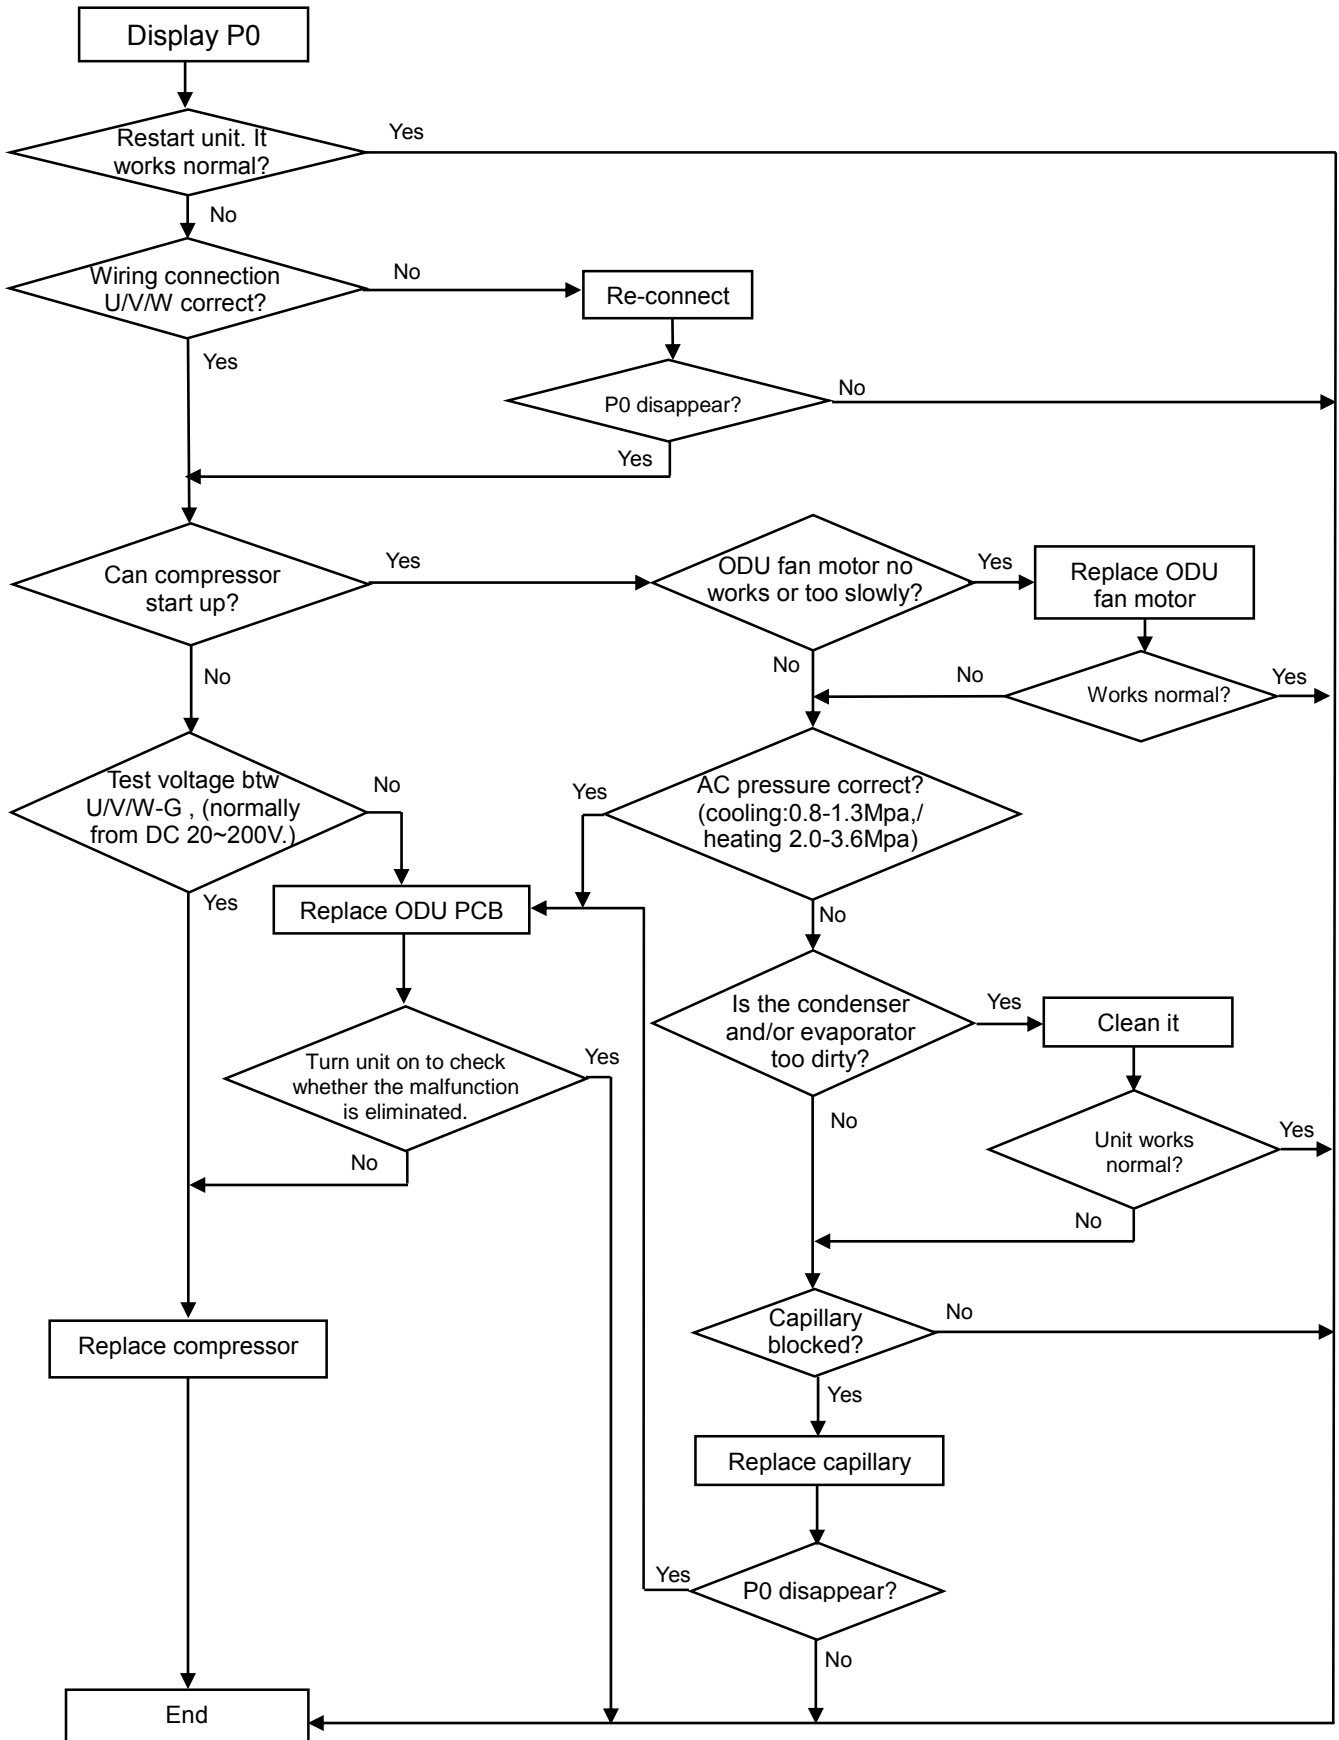 Display P0
Restart unit. It
works normal?
Yes
No
Wiring connection
U/V/W correct?
No
Re-connect
Yes
P0 disappear?
No
Yes
Can compressor
start up?
Yes
ODU fan motor no
works or too slowly?
Yes
Replace ODU
fan motor
No
No
No
Works normal?
Yes
Test voltage btw
U/V/W-G , (normally
from DC 20~200V.)
No
Yes
AC pressure correct?
(cooling:0.8-1.3Mpa,/
heating 2.0-3.6Mpa)
Yes
Replace ODU PCB
No
Is the condenser
and/or evaporator
too dirty?
Yes
Clean it
Turn unit on to check
whether the malfunction
is eliminated.
Yes
No
No
Unit works
normal?
Yes
No
Capillary
blocked?
No
Replace compressor
Yes
Replace capillary
Yes
P0 disappear?
No
End